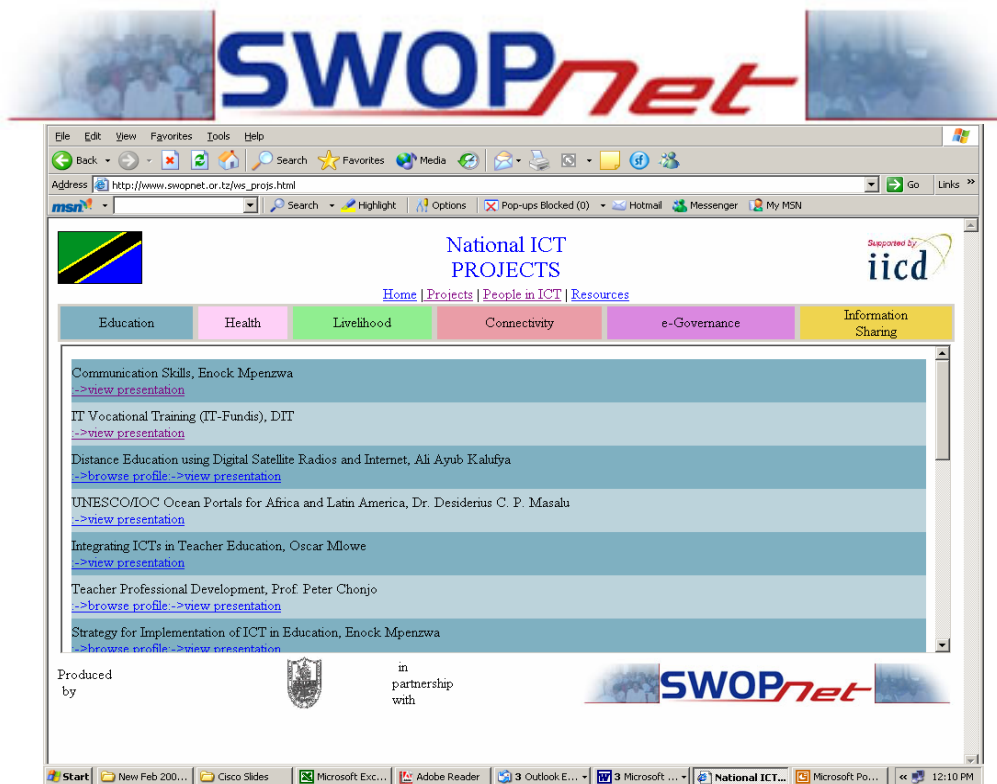 SWOPnet
File Edit View Favorites Tools Help
Back Search Favorites Media
Address http://www.swopnet.or.tz/ws_projs.html Go Links »
msn Search Highlight Options Pop-ups Blocked (0) Hotmail Messenger My MSN
National ICT
PROJECTS
Supported by
iicd
Home | Projects | People in ICT | Resources
Education Health Livelihood Connectivity e-Governance Information
Sharing
Communication Skills, Enock Mpenzwa
:->view presentation
IT Vocational Training (IT-Fundis), DIT
:->view presentation
Distance Education using Digital Satellite Radios and Internet, Ali Ayub Kalufya
:->browse profile:->view presentation
UNESCO/IOC Ocean Portals for Africa and Latin America, Dr. Desiderius C. P. Masalu
:->view presentation
Integrating ICTs in Teacher Education, Oscar Mlowe
:->view presentation
Teacher Professional Development, Prof. Peter Chonjo
:->browse profile:->view presentation
Strategy for Implementation of ICT in Education, Enock Mpenzwa
:->browse profile:->view presentation
Produced
by
in
partnership
with
SWOPnet
Start New Feb 200... Cisco Slides Microsoft Exc... Adobe Reader 3 Outlook E... 3 Microsoft ... National ICT... Microsoft Po... « 12:10 PM